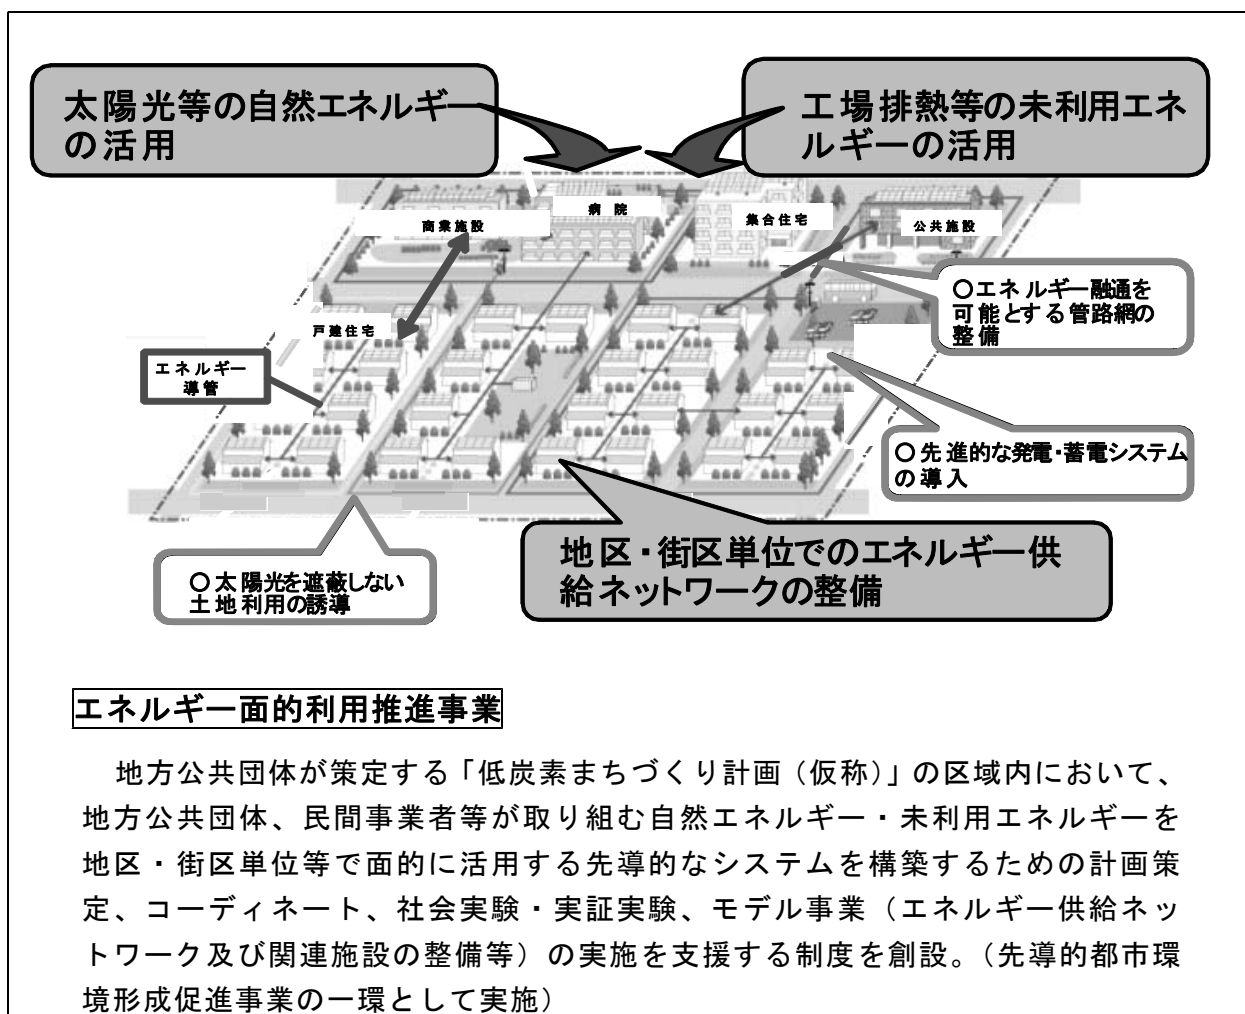 太陽光等の自然エネルギー
の活用
工場排熱等の未利用エネ
ルギーの活用
病院
商業施設
集合住宅
公共施設
○エネルギー融通を
可能とする管路網の
整備
戸建住宅
エネルギー
導管
○先進的な発電・蓄電システム
の導入
地区・街区単位でのエネルギー供
給ネットワークの整備
○太陽光を遮蔽しない
土地利用の誘導
エネルギー面的利用推進事業
地方公共団体が策定する「低炭素まちづくり計画(仮称)」の区域内において、
地方公共団体、民間事業者等が取り組む自然エネルギー・未利用エネルギーを
地区・街区単位等で面的に活用する先導的なシステムを構築するための計画策
定、コーディネート、社会実験・実証実験、モデル事業(エネルギー供給ネッ
トワーク及び関連施設の整備等)の実施を支援する制度を創設。(先導的都市環
境形成促進事業の一環として実施)